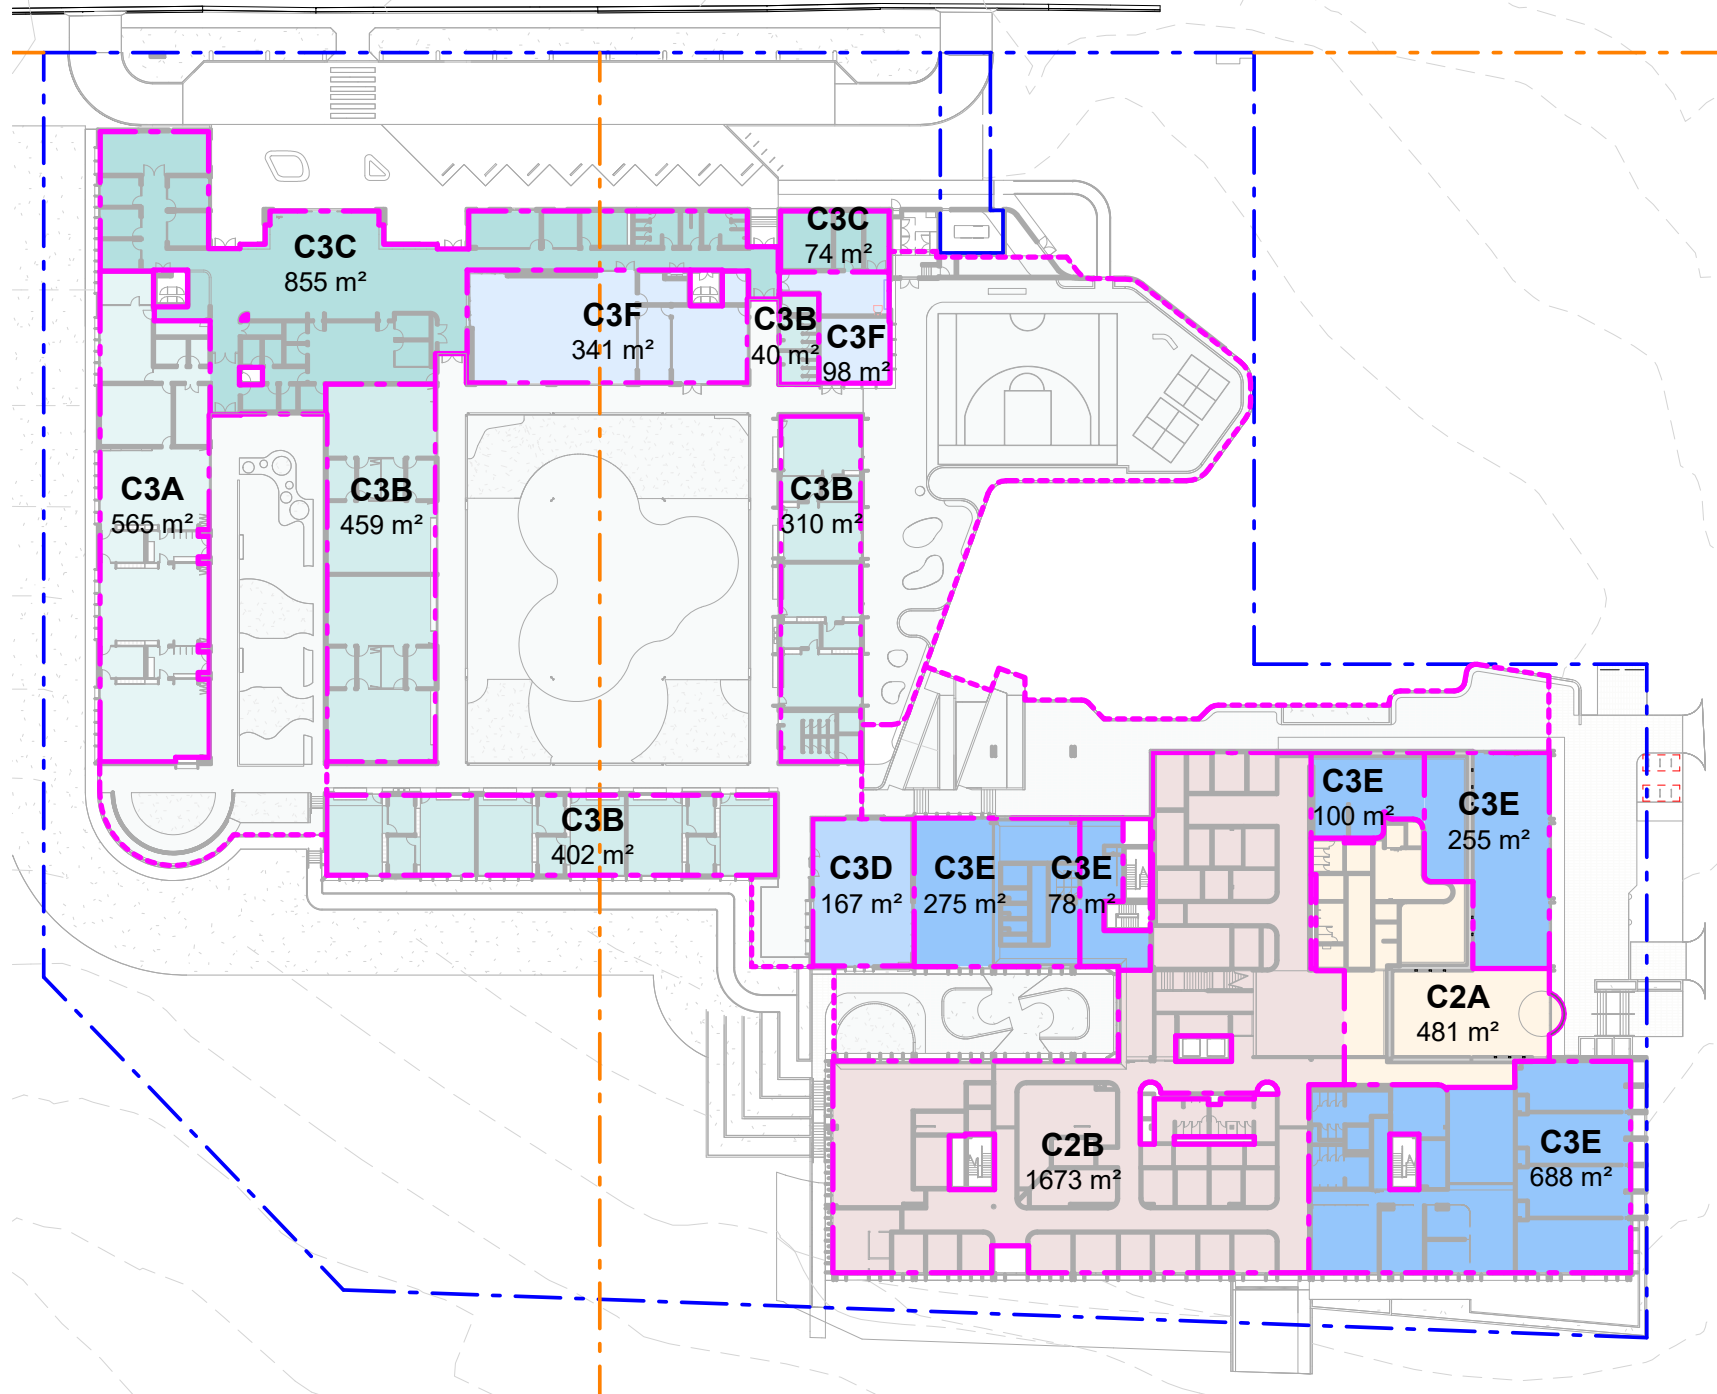 C3C
74 m²
C3C
855 m²
C3F
341 m²
C3B
40 m²
C3F
98 m²
C3A
565 m²
C3B
459 m²
C3B
310 m²
C3B
402 m²
C3E
100 m²
C3E
255 m²
C3D
167 m²
C3E
275 m²
C3E
78 m²
C2A
481 m²
C2B
1673 m²
C3E
688 m²